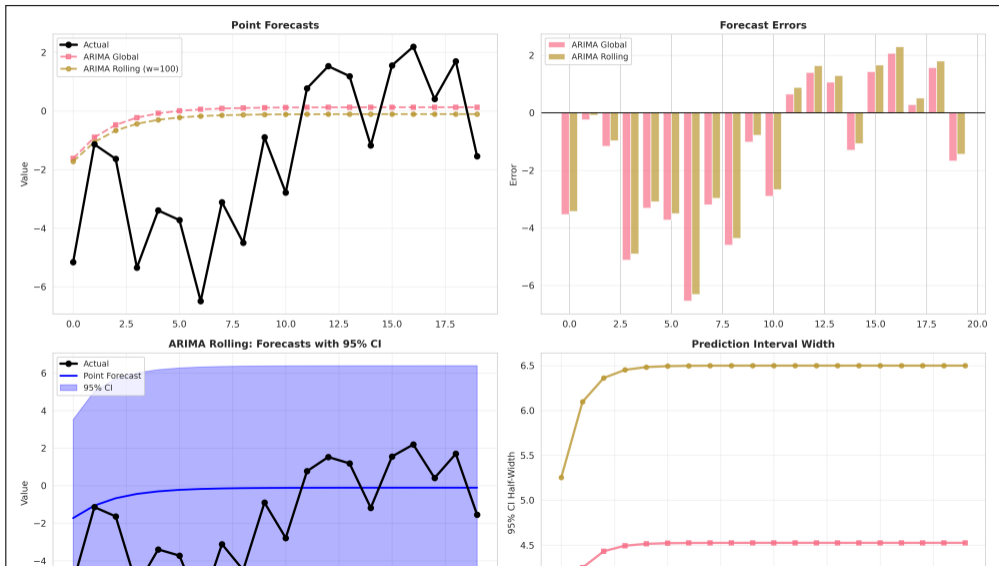 Point Forecasts
Actual
ARIMA Global
ARIMA Rolling (w=100)
Value
2
0
−2
−4
−6
0.0 2.5 5.0 7.5 10.0 12.5 15.0 17.5
Forecast Errors
ARIMA Global
ARIMA Rolling
Error
2
0
−2
−4
−6
0.0 2.5 5.0 7.5 10.0 12.5 15.0 17.5 20.0
ARIMA Rolling: Forecasts with 95% CI
Actual
Point Forecast
95% CI
Value
6
4
2
0
−2
−4
Prediction Interval Width
95% CI Half-Width
6.5
6.0
5.5
5.0
4.5